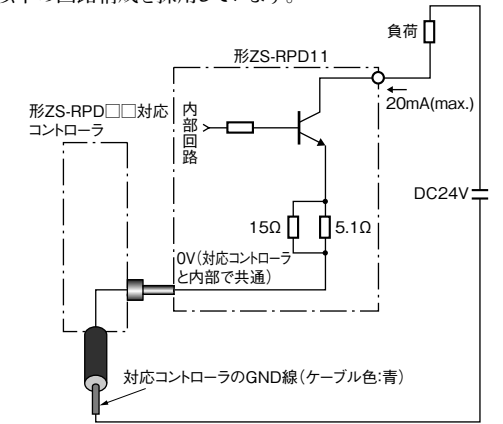 以下の回路構成を採用しています。
負荷
形ZS-RPD11
20mA(max.)
形ZS-RPD□□対応
コントローラ
内部回路
DC24V
15Ω
5.1Ω
0V(対応コントローラ
と内部で共通)
対応コントローラのGND線(ケーブル色:青)